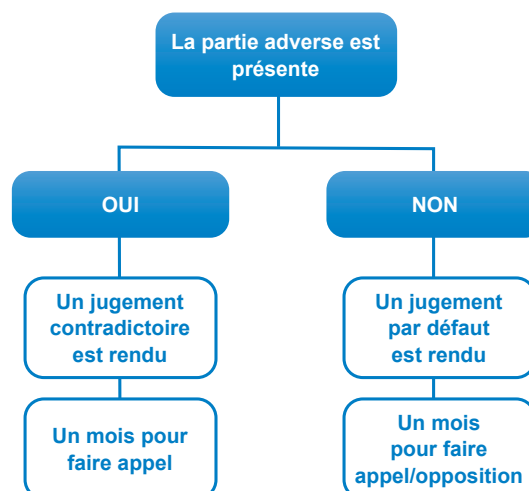 La partie adverse est
présente
OUI
NON
Un jugement
contradictoire
est rendu
Un jugement
par défaut
est rendu
Un mois pour
faire appel
Un mois
pour faire
appel/opposition